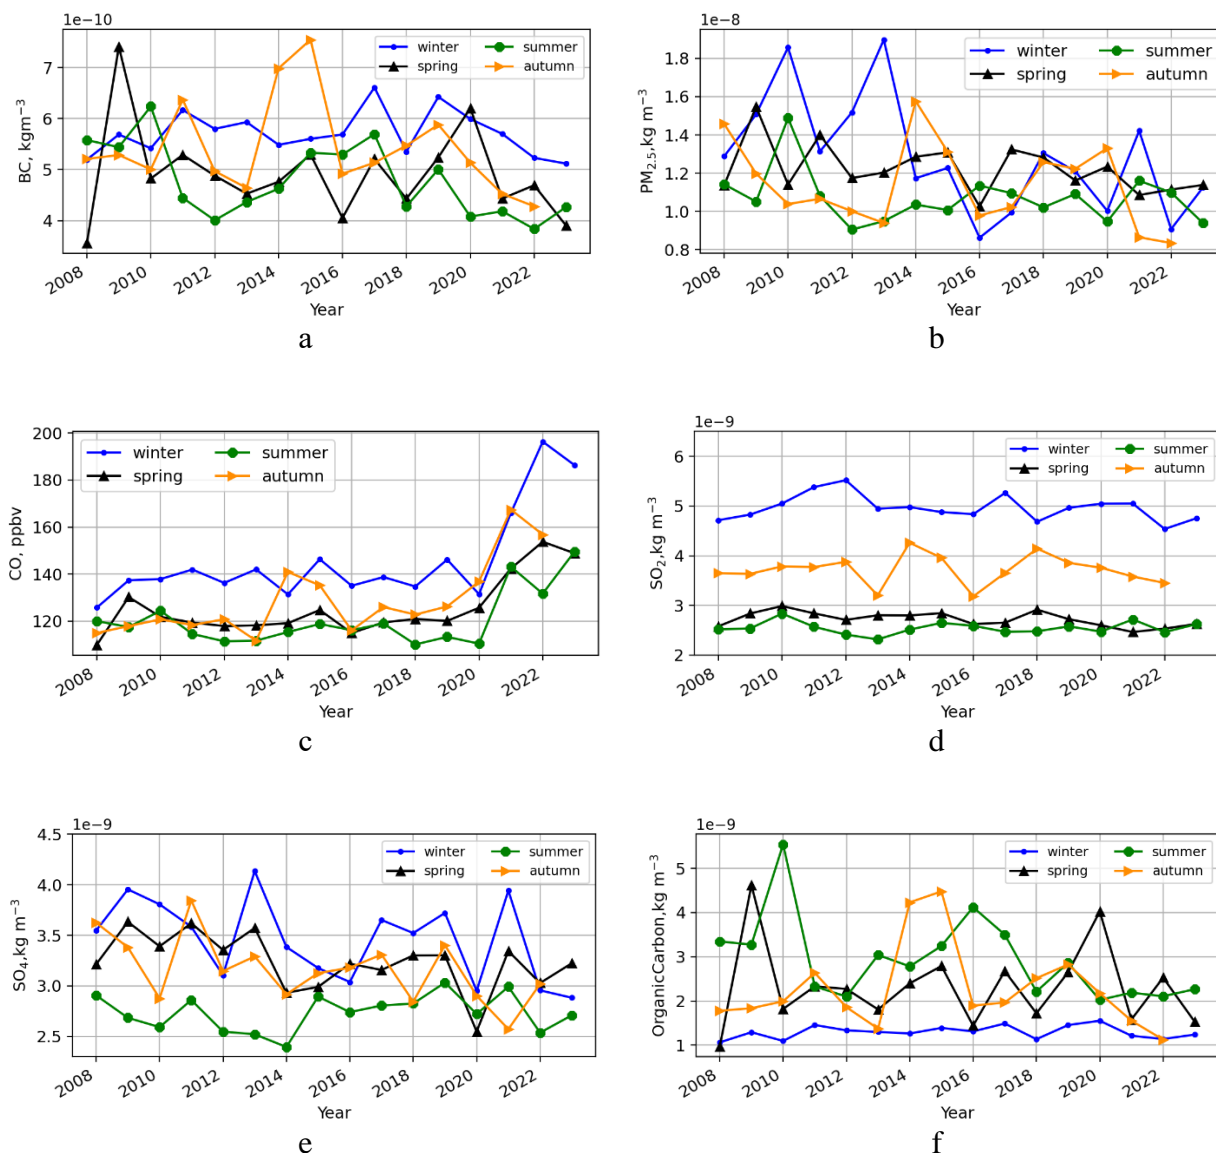 1e−10
BC, kgm−3
7
6
5
4
winter
spring
summer
autumn
2008
2010
2012
2014
2016
2018
2020
2022
Year
a
1e−8
PM2.5,kg m−3
1.8
1.6
1.4
1.2
1.0
0.8
winter
spring
summer
autumn
2008
2010
2012
2014
2016
2018
2020
2022
Year
b
CO, ppbv
200
180
160
140
120
winter
spring
summer
autumn
2008
2010
2012
2014
2016
2018
2020
2022
Year
c
1e−9
SO2,kg m−3
6
5
4
3
2
winter
spring
summer
autumn
2008
2010
2012
2014
2016
2018
2020
2022
Year
d
1e−9
SO4,kg m−3
4.5
4.0
3.5
3.0
2.5
winter
spring
summer
autumn
2008
2010
2012
2014
2016
2018
2020
2022
Year
e
1e−9
OrganicCarbon,kg m−3
5
4
3
2
1
winter
spring
summer
autumn
2008
2010
2012
2014
2016
2018
2020
2022
Year
f